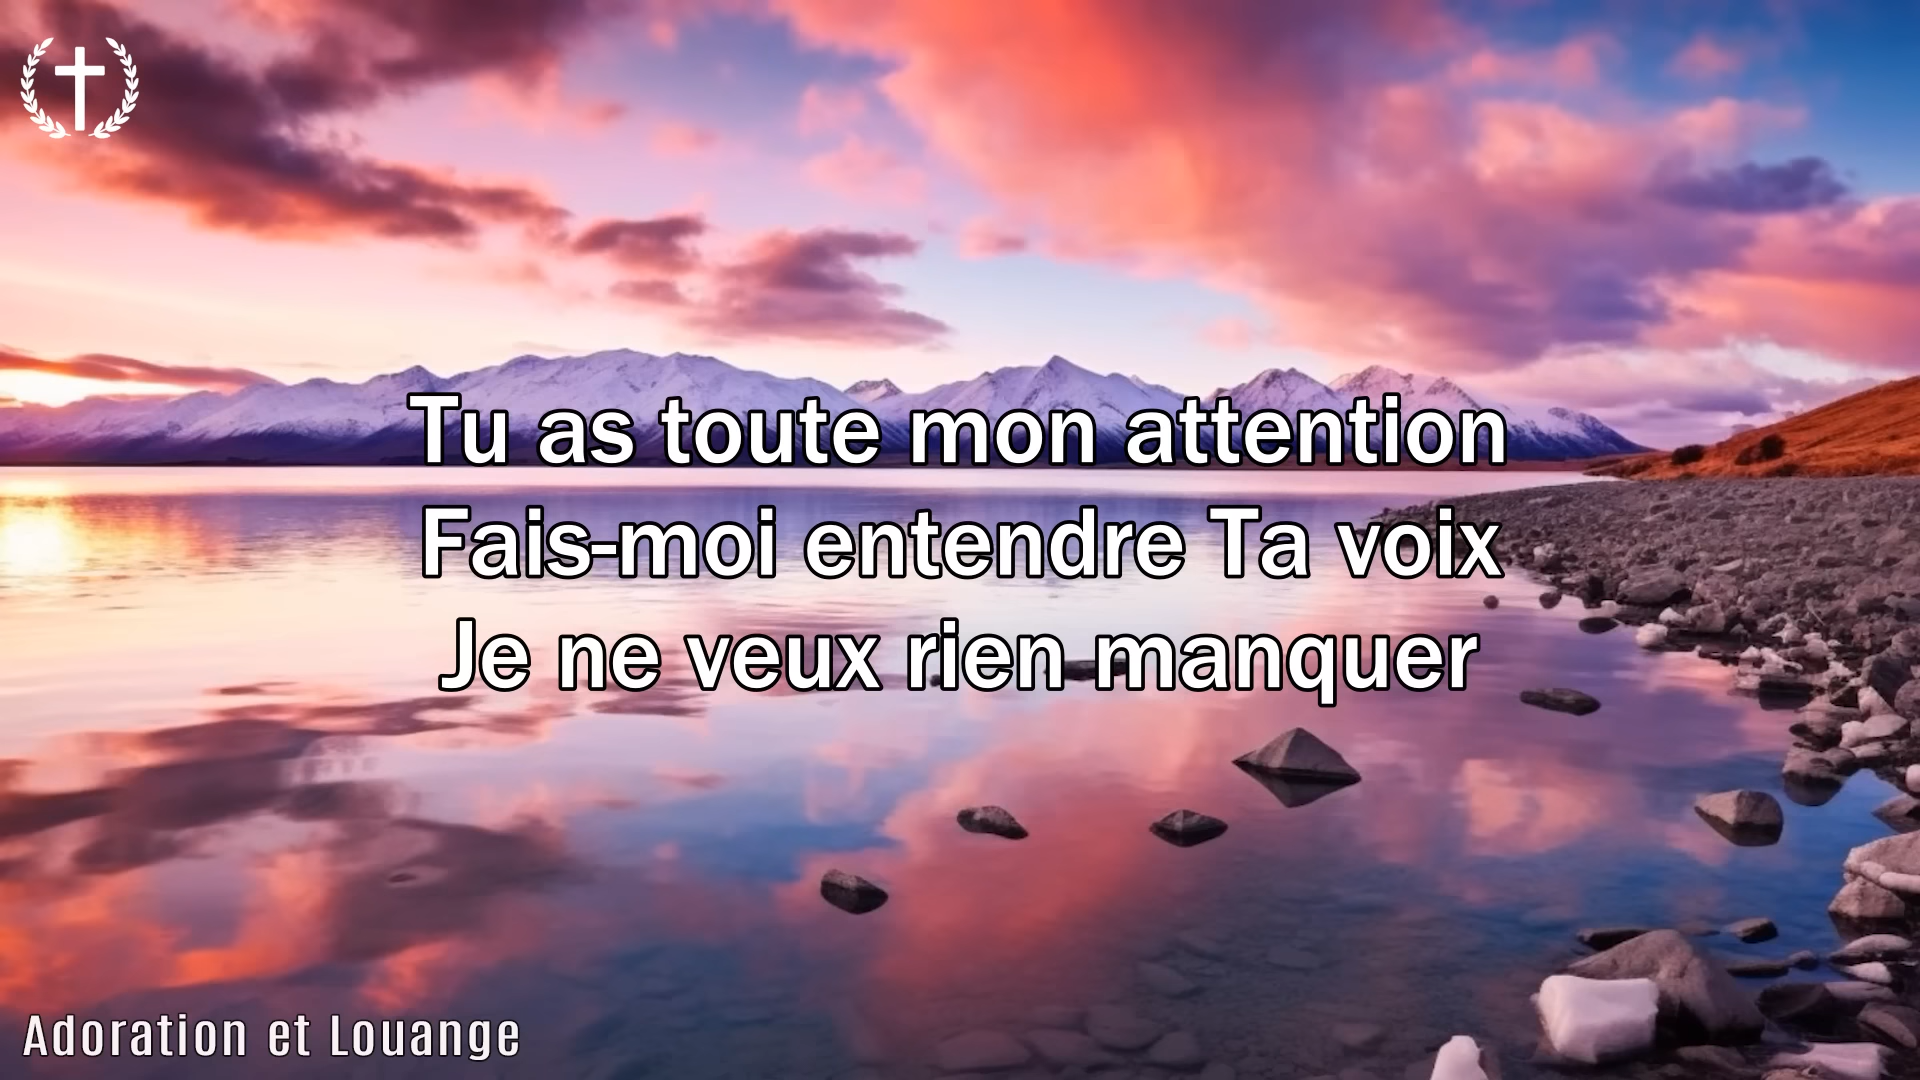 Tu as toute mon attention
Fais-moi entendre Ta voix
Je ne veux rien manquer
Adoration et Louange